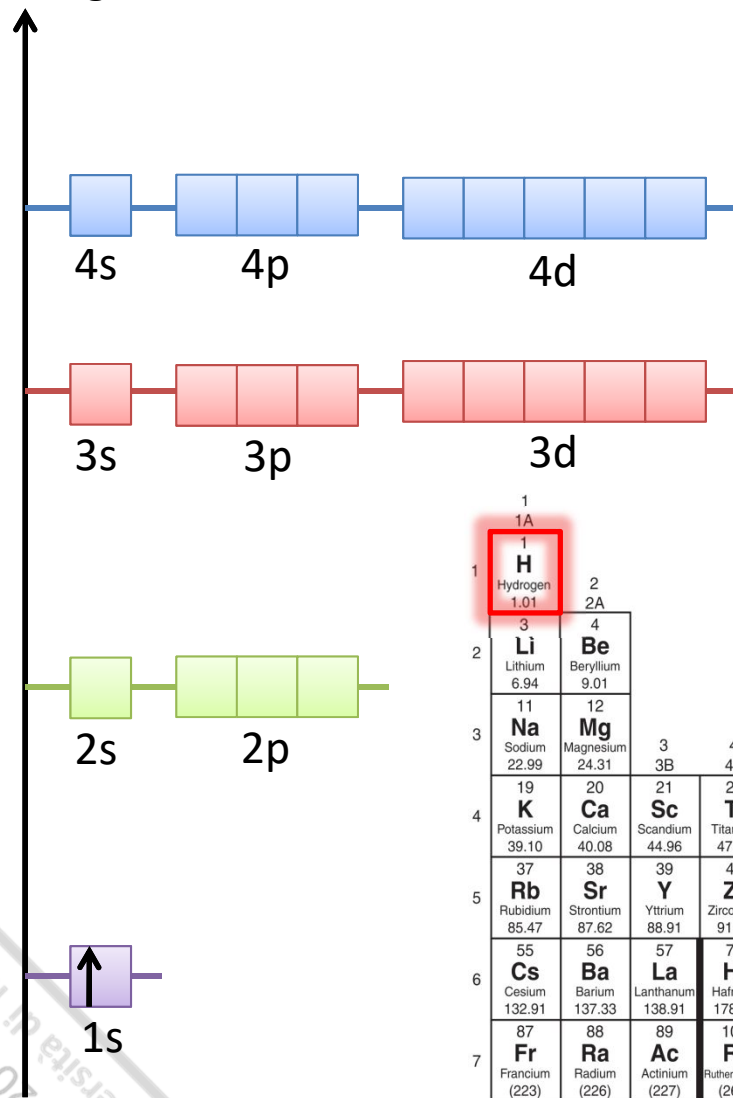 4s 4p 4d
3s 3p 3d
1
1A
1
1 H
Hydrogen 2
1.01 2A
3 4
2 Li Be
Lithium Beryllium
6.94 9.01
11 12
3 Na Mg
Sodium Magnesium 3
22.99 24.31 3B
2s 2p
19 20 21
4 K Ca Sc
Potassium Calcium Scandium
39.10 40.08 44.96
37 38 39
5 Rb Sr Y
Rubidium Strontium Yttrium
85.47 87.62 88.91
55 56 57
6 Cs Ba La
Cesium Barium Lanthanum
132.91 137.33 138.91
1s
87 88 89
7 Fr Ra Ac
Francium Radium Actinium
(223) (226) (227)